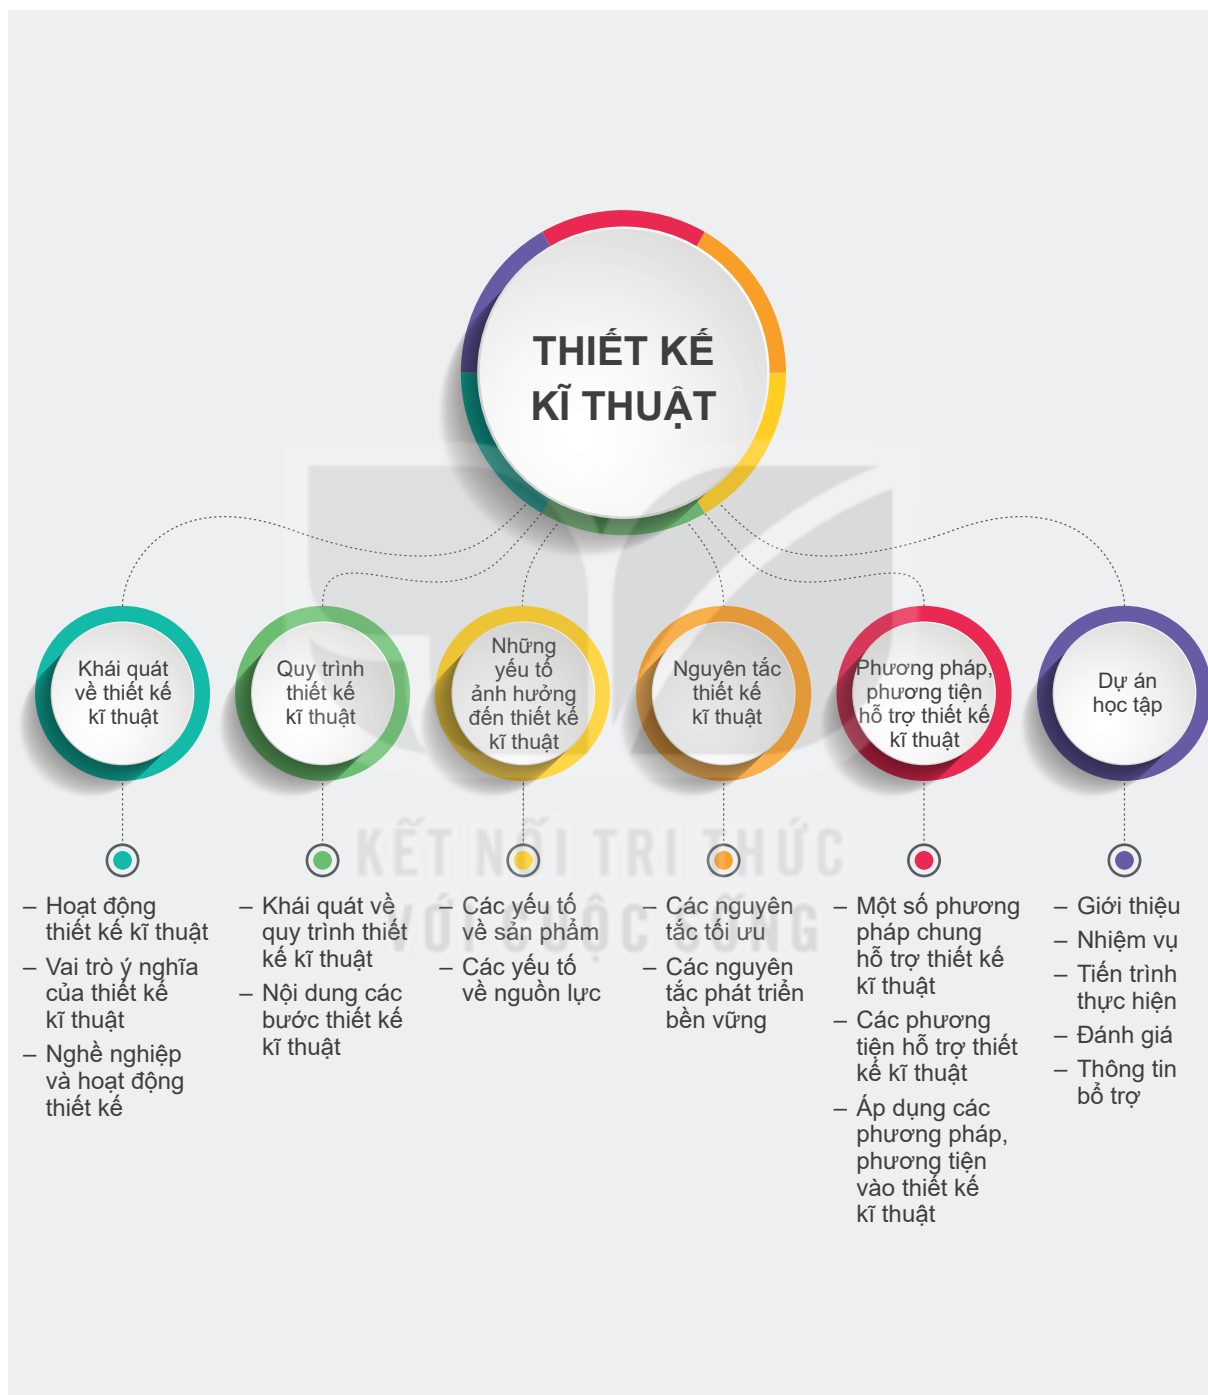 THIẾT KẾ
KĨ THUẬT
Khái quát
về thiết kế
kĩ thuật
Quy trình
thiết kế
kĩ thuật
Những
yếu tố
ảnh hưởng
đến thiết kế
kĩ thuật
Nguyên tắc
thiết kế
kĩ thuật
Phương pháp,
phương tiện
hỗ trợ thiết kế
kĩ thuật
Dự án
học tập
KẾT NỐI TRI THỨC
VỚI CUỘC SỐNG
– Hoạt động
thiết kế kĩ thuật
– Vai trò ý nghĩa
của thiết kế
kĩ thuật
– Nghề nghiệp
và hoạt động
thiết kế
– Khái quát về
quy trình thiết
kế kĩ thuật
– Nội dung các
bước thiết kế
kĩ thuật
– Các yếu tố
về sản phẩm
– Các yếu tố
về nguồn lực
– Các nguyên
tắc tối ưu
– Các nguyên
tắc phát triển
bền vững
– Một số phương
pháp chung
hỗ trợ thiết kế
kĩ thuật
– Các phương
tiện hỗ trợ thiết
kế kĩ thuật
– Áp dụng các
phương pháp,
phương tiện
vào thiết kế
kĩ thuật
– Giới thiệu
– Nhiệm vụ
– Tiến trình
thực hiện
– Đánh giá
– Thông tin
bổ trợ